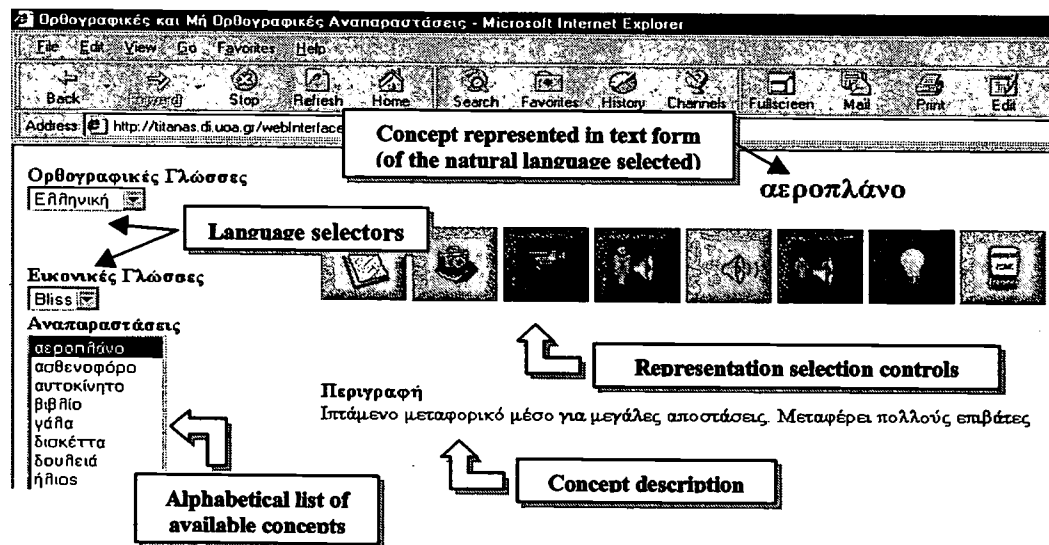 Ορθογραφικές και Μή Ορθογραφικές Αναπαραστάσεις - Microsoft Internet Explorer
File Edit View Go Favorites Help
Back Forward Stop Refresh Home Search Favorites History Channels Fullscreen Mail Print Edit
Address http://titanas.di.uoa.gr/webInterface
Concept represented in text form
(of the natural language selected)
αεροπλάνο
Ορθογραφικές Γλώσσες
Ελληνική
Language selectors
Εικονικές Γλώσσες
Bliss
Αναπαραστάσεις
αεροπλάνο
ασθενοφόρο
αυτοκίνητο
βιβλίο
γάλα
δισκέττα
δουλειά
ήλιος
Representation selection controls
Περιγραφή
Ιπτάμενο μεταφορικό μέσο για μεγάλες αποστάσεις. Μεταφέρει πολλούς επιβάτες
Concept description
Alphabetical list of
available concepts